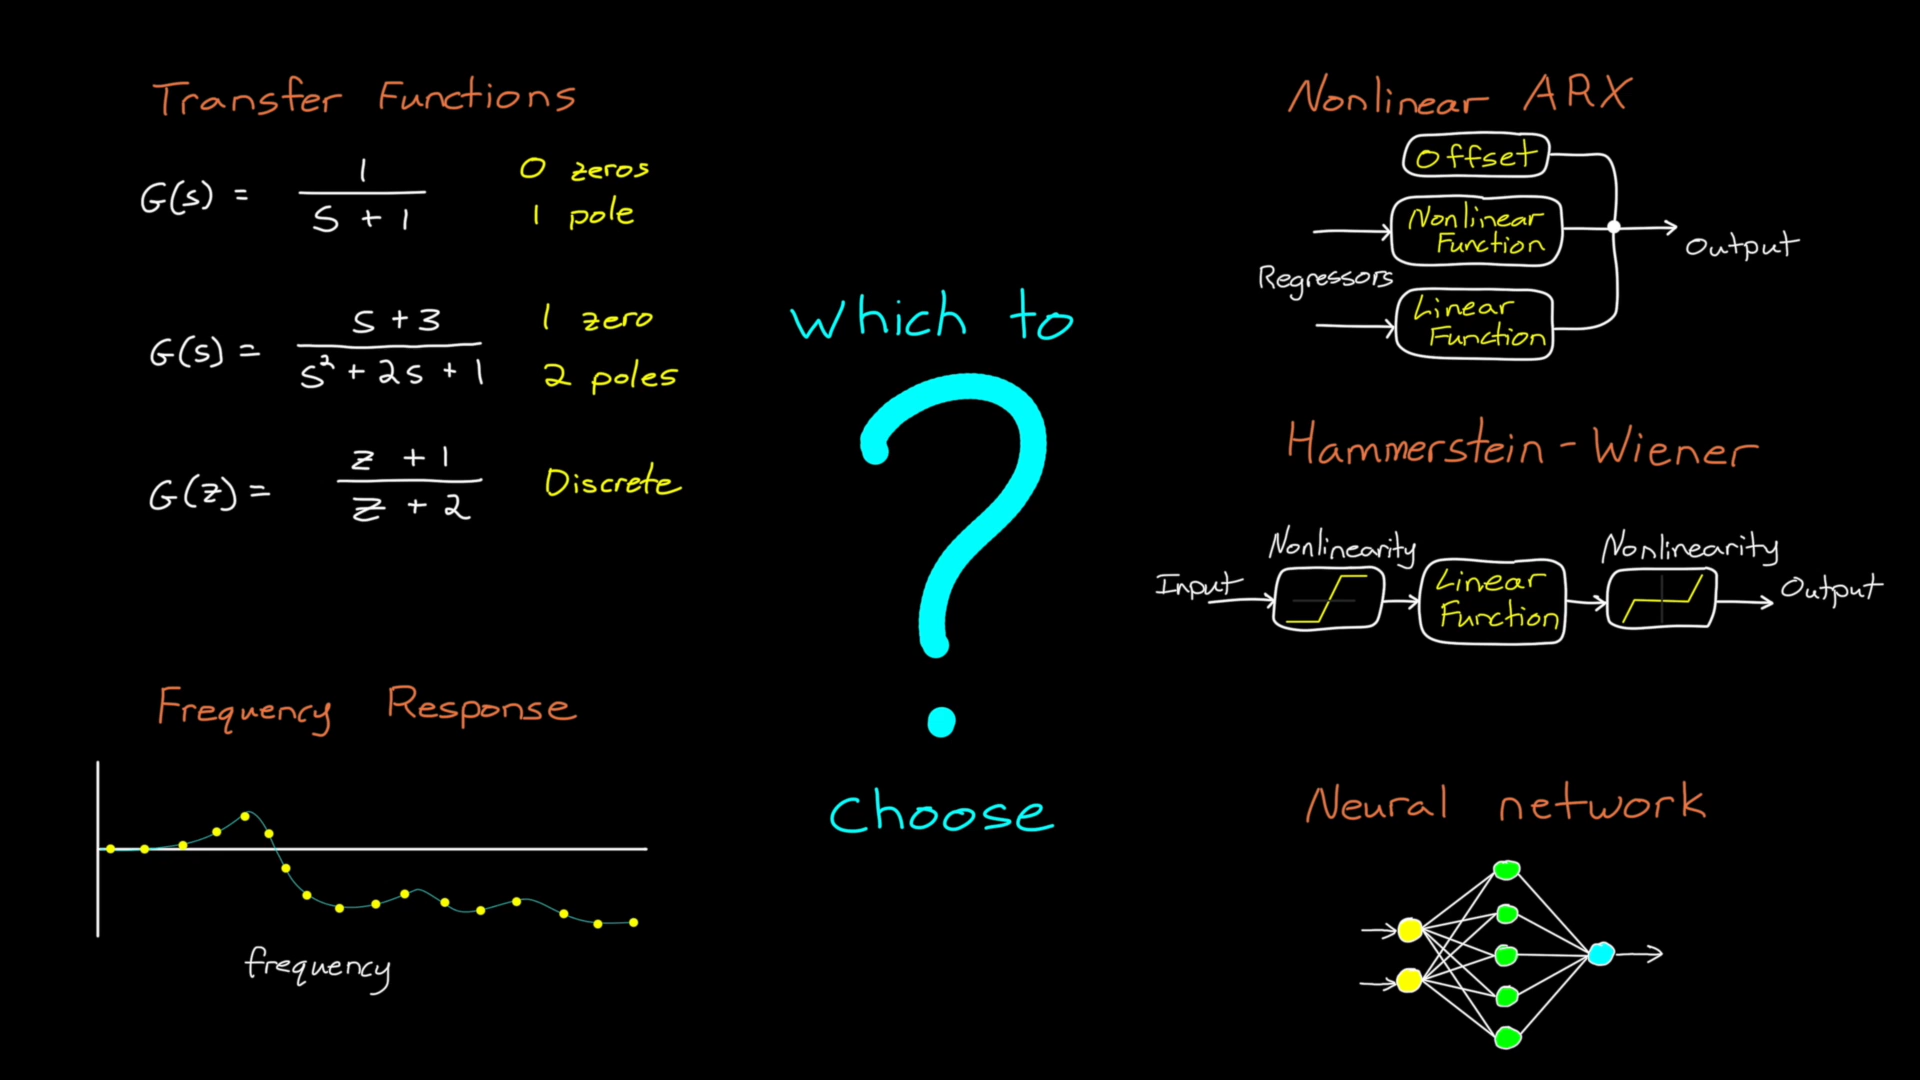 Transfer Functions
G(s) = 1 / S + 1
0 zeros
1 pole
G(s) = S + 3 / S² + 2S + 1
1 zero
2 poles
G(z) = z + 1 / z + 2
Discrete
Frequency Response
frequency
Which to
?
Choose
Nonlinear ARX
Offset
Nonlinear
Function
Regressors
Linear
Function
Output
Hammerstein - Wiener
Input
Nonlinearity
Linear
Function
Nonlinearity
Output
Neural network